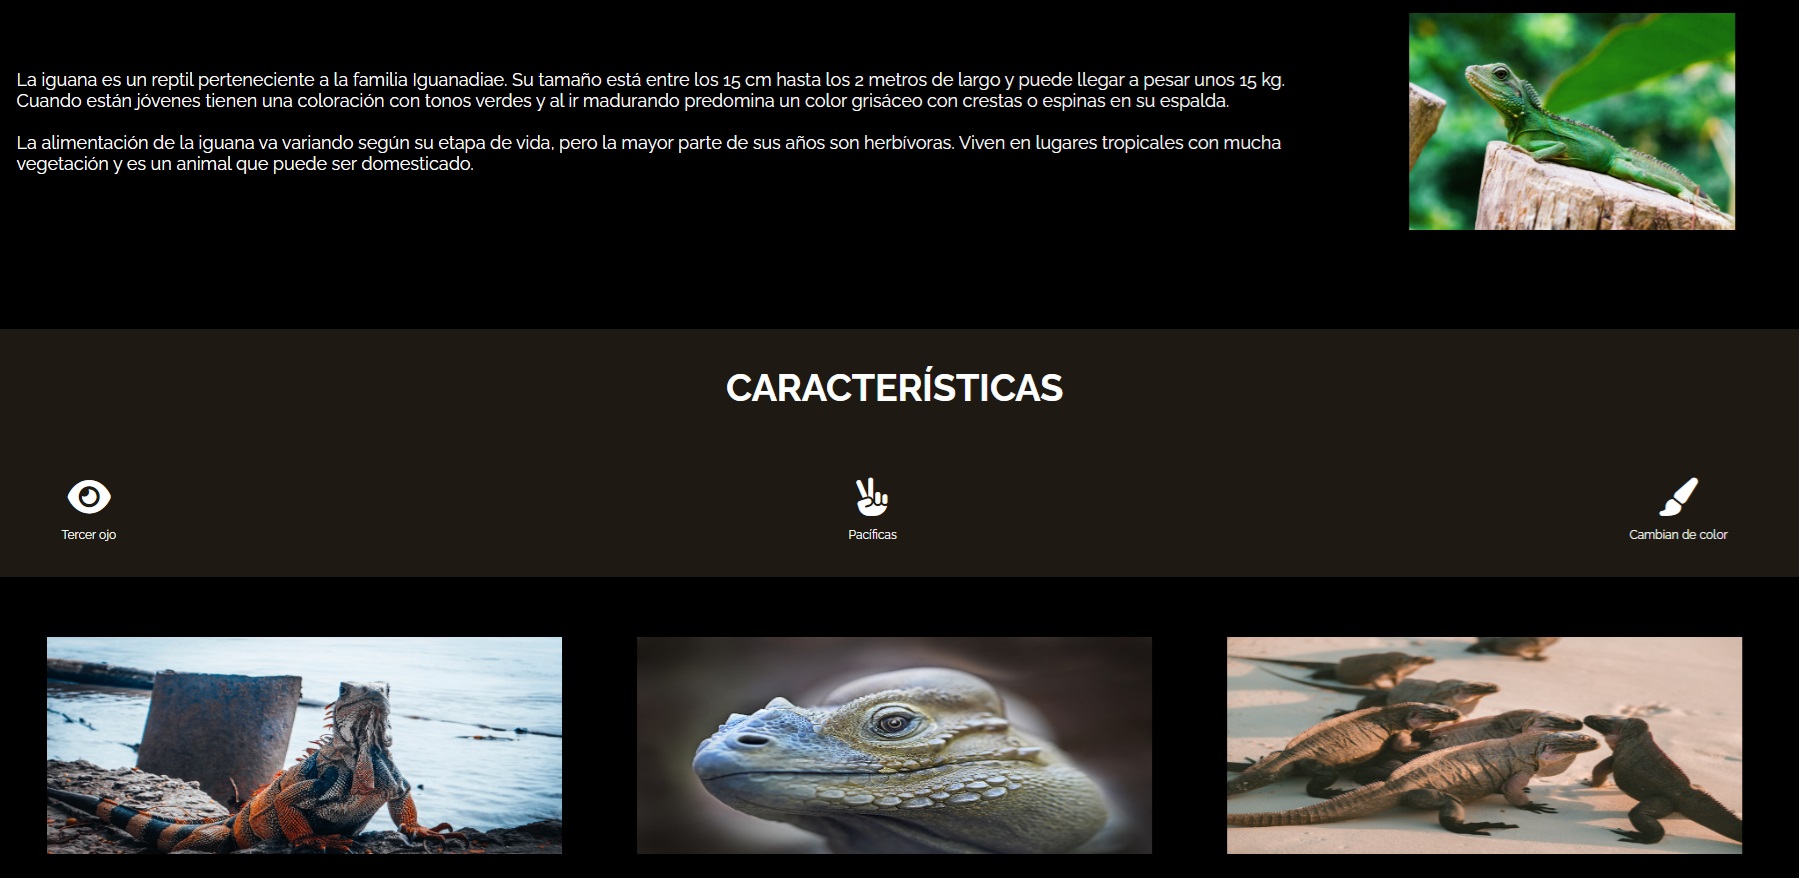 La iguana es un reptil perteneciente a la familia Iguanadiae. Su tamaño está entre los 15 cm hasta los 2 metros de largo y puede llegar a pesar unos 15 kg.
Cuando están jóvenes tienen una coloración con tonos verdes y al ir madurando predomina un color grisáceo con crestas o espinas en su espalda.
La alimentación de la iguana va variando según su etapa de vida, pero la mayor parte de sus años son herbívoras. Viven en lugares tropicales con mucha
vegetación y es un animal que puede ser domesticado.
CARACTERÍSTICAS
Tercer ojo
Pacíficas
Cambian de color